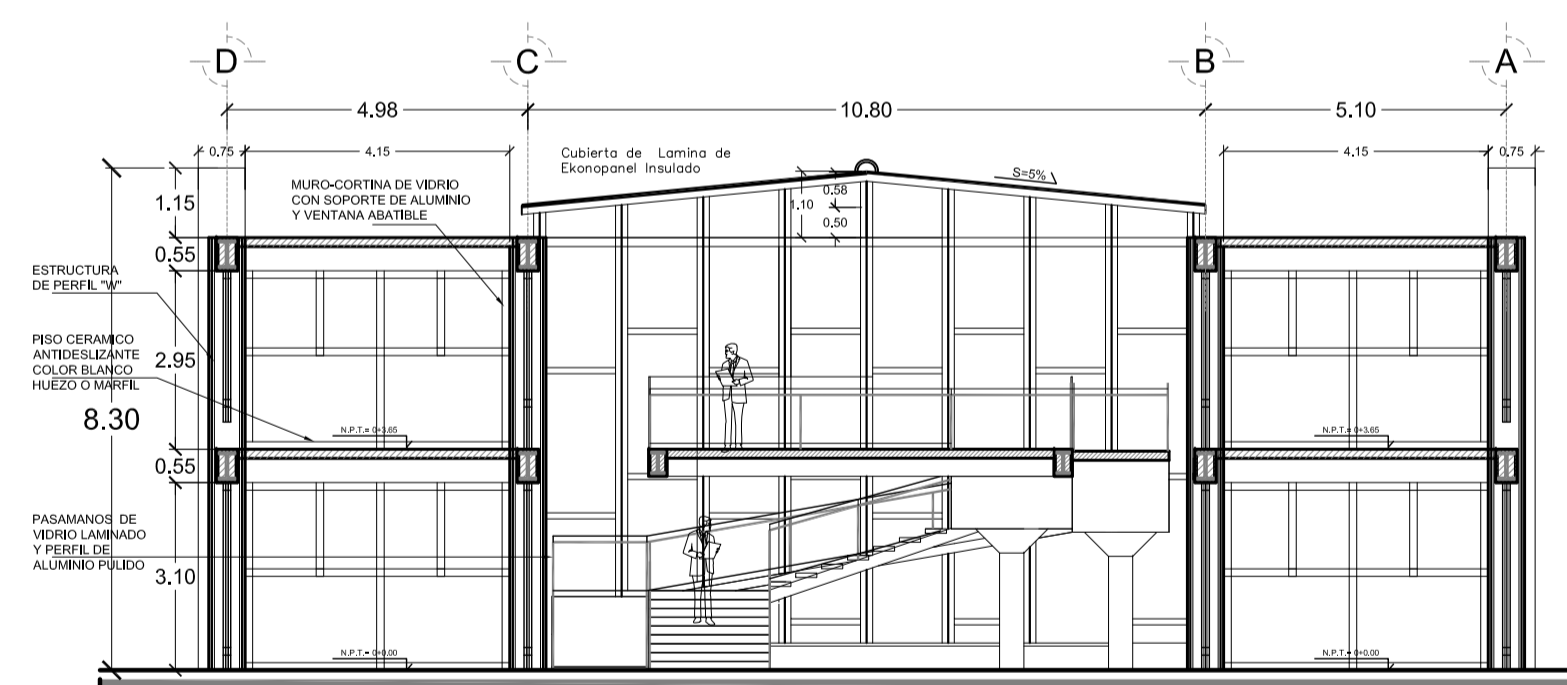 D
C
B
A
4.98
10.80
5.10
0.75
4.15
4.15
0.75
Cubierta de Lamina de
Ekonopanel Insulado
S=5%
0.58
1.10
0.50
1.15
0.55
2.95
8.30
0.55
3.10
MURO-CORTINA DE VIDRIO
CON SOPORTE DE ALUMINIO
Y VENTANA ABATIBLE
ESTRUCTURA
DE PERFIL "W"
PISO CERAMICO
ANTIDESLIZANTE
COLOR BLANCO
HUEZO O MARFIL
PASAMANOS DE
VIDRIO LAMINADO
Y PERFIL DE
ALUMINIO PULIDO
N.P.T.= 0+3.65
N.P.T.= 0+3.65
N.P.T.= 0+0.00
N.P.T.= 0+0.00